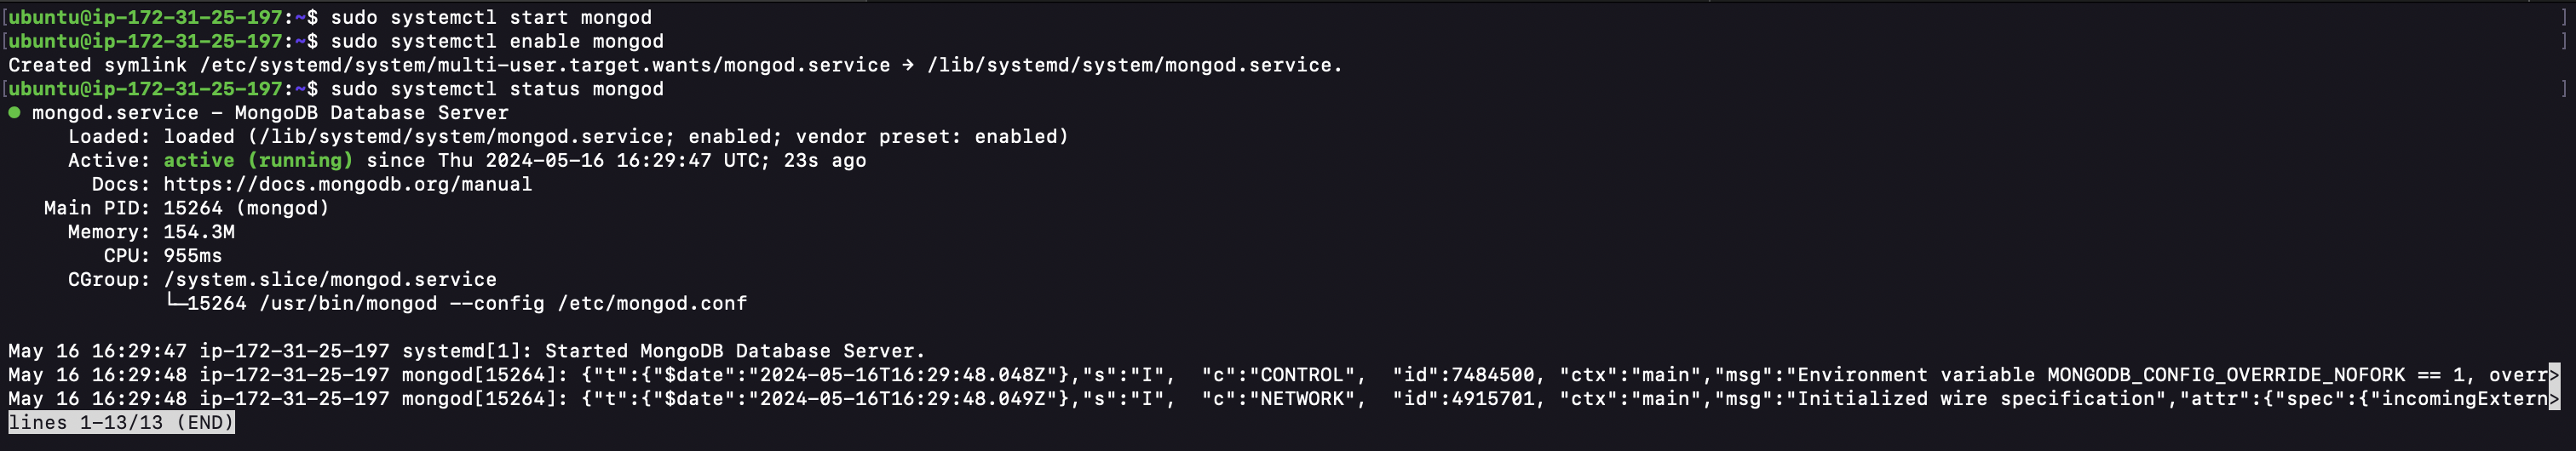 [ubuntu@ip-172-31-25-197:~$ sudo systemctl start mongod ]
[ubuntu@ip-172-31-25-197:~$ sudo systemctl enable mongod ]
Created symlink /etc/systemd/system/multi-user.target.wants/mongod.service → /lib/systemd/system/mongod.service.
[ubuntu@ip-172-31-25-197:~$ sudo systemctl status mongod ]
● mongod.service - MongoDB Database Server
Loaded: loaded (/lib/systemd/system/mongod.service; enabled; vendor preset: enabled)
Active: active (running) since Thu 2024-05-16 16:29:47 UTC; 23s ago
Docs: https://docs.mongodb.org/manual
Main PID: 15264 (mongod)
Memory: 154.3M
CPU: 955ms
CGroup: /system.slice/mongod.service
└─15264 /usr/bin/mongod --config /etc/mongod.conf
May 16 16:29:47 ip-172-31-25-197 systemd[1]: Started MongoDB Database Server.
May 16 16:29:48 ip-172-31-25-197 mongod[15264]: {"t":{"$date":"2024-05-16T16:29:48.048Z"},"s":"I",  "c":"CONTROL",  "id":7484500, "ctx":"main","msg":"Environment variable MONGODB_CONFIG_OVERRIDE_NOFORK == 1, overr>
May 16 16:29:48 ip-172-31-25-197 mongod[15264]: {"t":{"$date":"2024-05-16T16:29:48.049Z"},"s":"I",  "c":"NETWORK",  "id":4915701, "ctx":"main","msg":"Initialized wire specification","attr":{"spec":{"incomingExtern>
lines 1-13/13 (END)